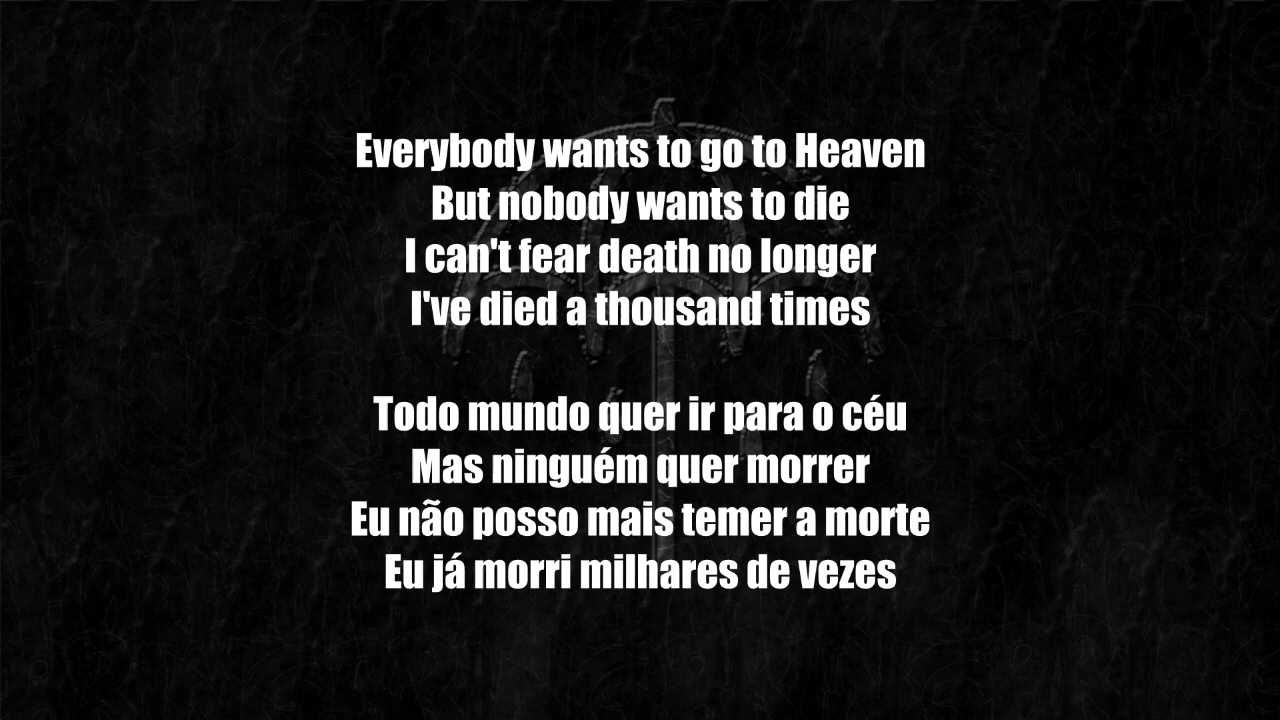 Everybody wants to go to Heaven
But nobody wants to die
I can't fear death no longer
I've died a thousand times
Todo mundo quer ir para o céu
Mas ninguém quer morrer
Eu não posso mais temer a morte
Eu já morri milhares de vezes